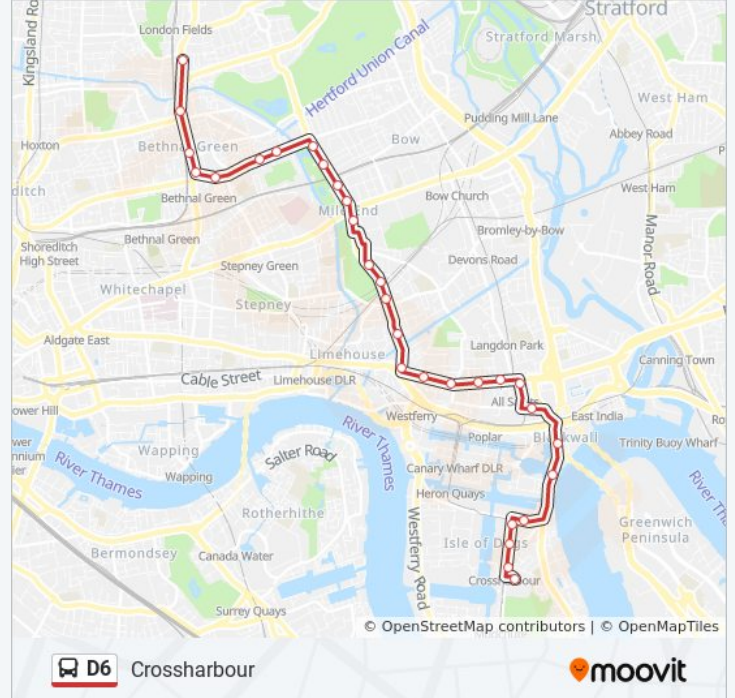 Stratford
Kingsland Ro
London Fields
Stratford Marsh
Hertford Union Canal
West Ham
Pudding Mill Lane
Abbey Road
Hoxton
Bethnal Green
Bow
ditch
Bethnal Green
Bow Church
West Ham
Mile End
Manor Road
Shoreditch
High Street
Bethnal Green
Bromley-by-Bow
Stepney Green
Devons Road
Whitechapel
Stepney
Aldgate East
Limehouse
Langdon Park
Canning Town
Cable Street
Limehouse DLR
ower Hill
Westferry
All Saints
East India
River Thames
Poplar
Blackwall
Trinity Buoy Wharf
Wapping
Salter Road
River Thames
Canary Wharf DLR
Wapping
Heron Quays
Rotherhithe
Westferry Road
Isle of Dogs
Greenwich
Peninsula
Bermondsey
Canada Water
Crossharbour
Surrey Quays
© OpenStreetMap contributors | © OpenMapTiles
D6 Crossharbour
moovit